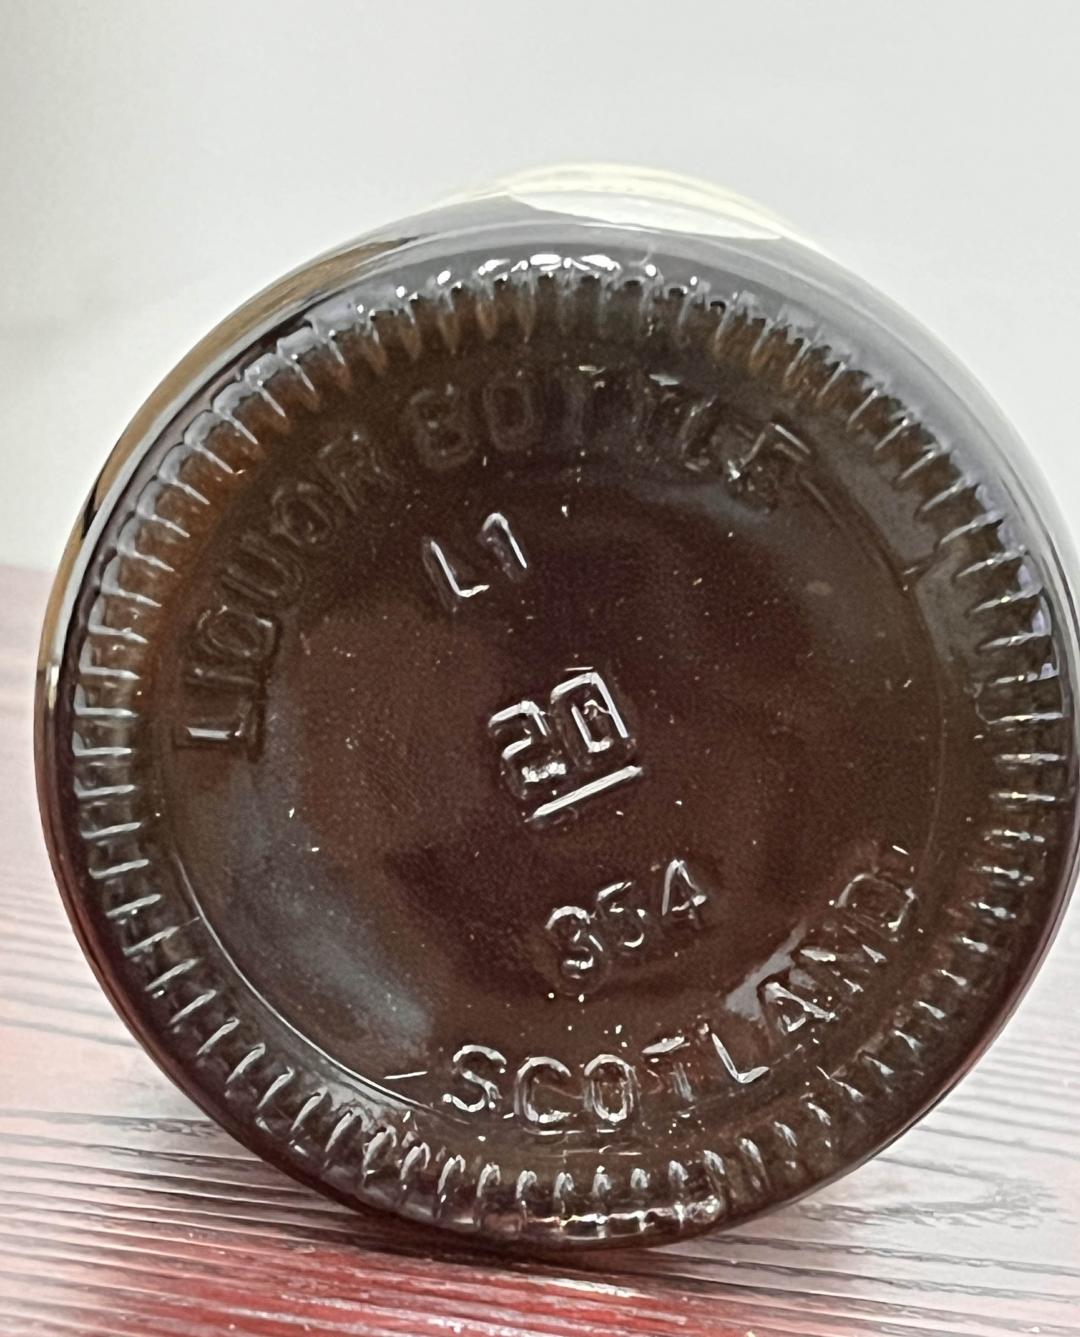 LIQUOR BOTTLE
L1
20
354
SCOTLAND